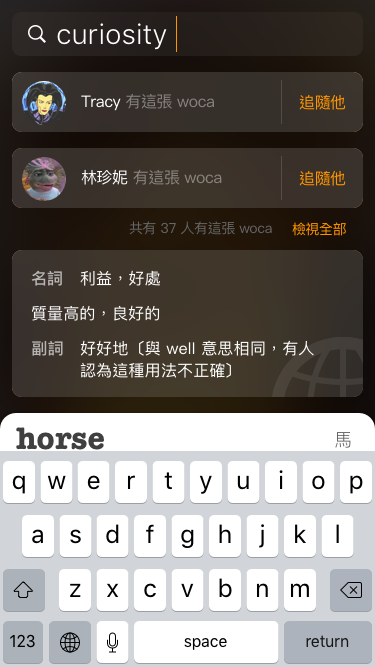 curiosity
Tracy 有這張 woca
追隨他
林珍妮 有這張 woca
追隨他
共有 37 人有這張 woca 檢視全部
名詞 利益，好處
質量高的，良好的
副詞 好好地〔與 well 意思相同，有人
認為這種用法不正確〕
horse 馬
q w e r t y u i o p
a s d f g h j k l
z x c v b n m
123 space return